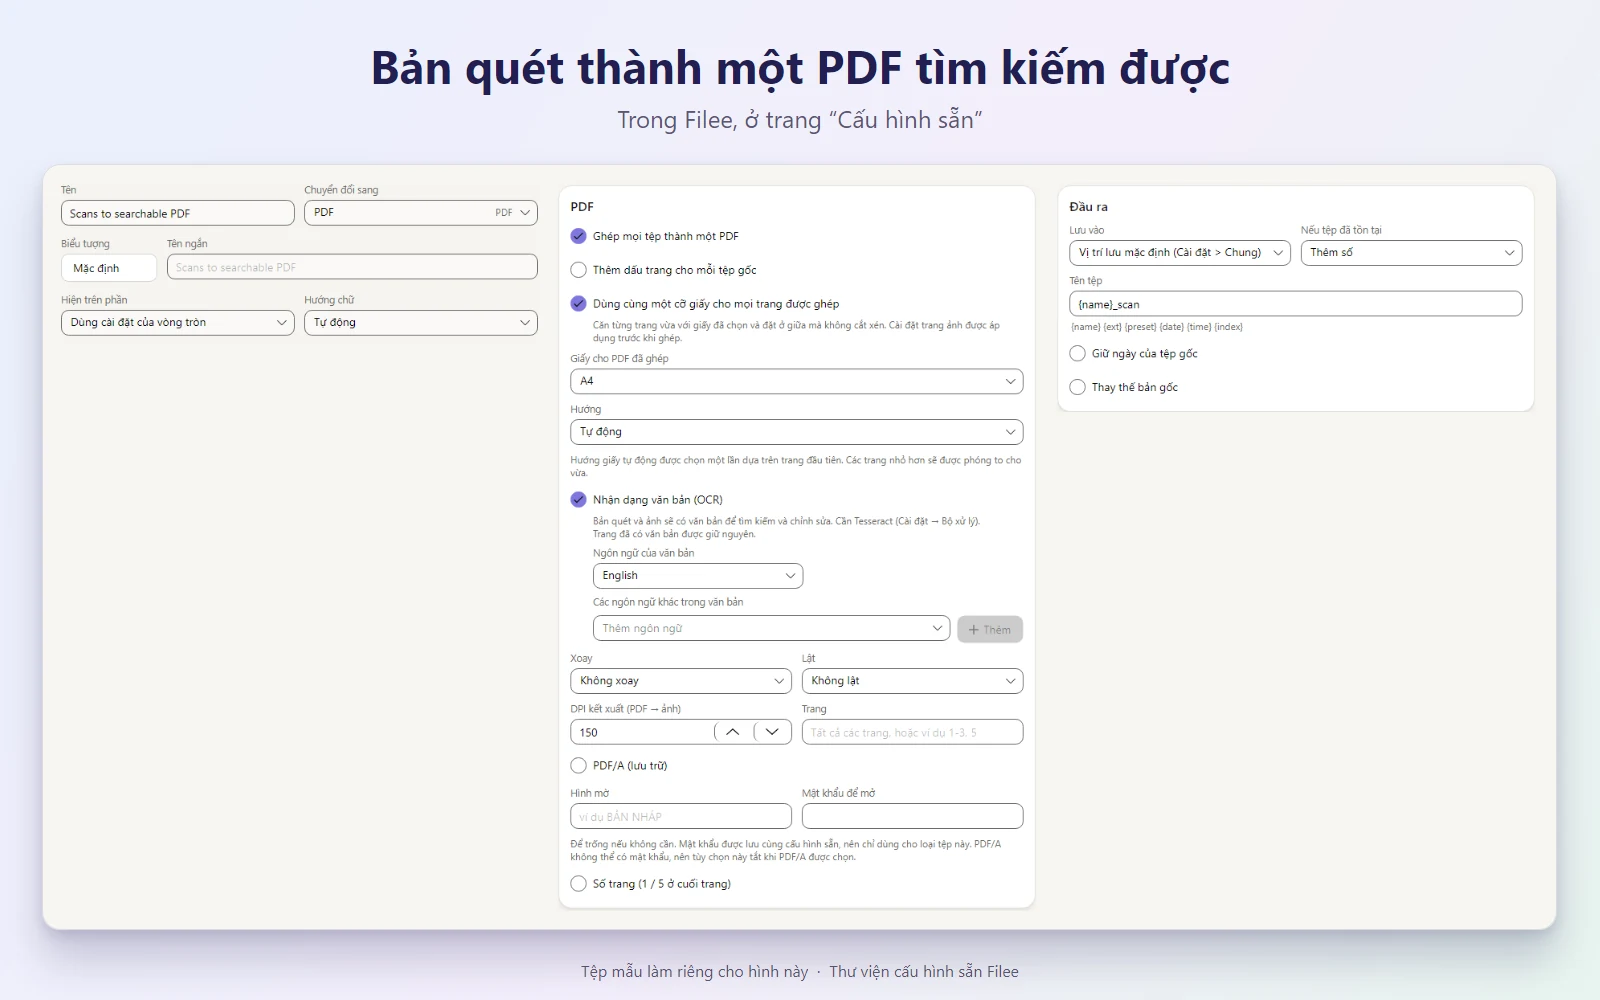 Bản quét thành một PDF tìm kiếm được
Trong Filee, ở trang “Cấu hình sẵn”
Tên
Chuyển đổi sang
Scans to searchable PDF
PDF
PDF
Biểu tượng
Tên ngắn
Mặc định
Scans to searchable PDF
Hiện trên phần
Hướng chữ
Dùng cài đặt của vòng tròn
Tự động
PDF
Ghép mọi tệp thành một PDF
Thêm dấu trang cho mỗi tệp gốc
Dùng cùng một cỡ giấy cho mọi trang được ghép
Căn từng trang vừa với giấy đã chọn và đặt ở giữa mà không cắt xén. Cài đặt trang ảnh được áp
dụng trước khi ghép.
Giấy cho PDF đã ghép
A4
Hướng
Tự động
Hướng giấy tự động được chọn một lần dựa trên trang đầu tiên. Các trang nhỏ hơn sẽ được phóng to cho
vừa.
Nhận dạng văn bản (OCR)
Bản quét và ảnh sẽ có văn bản để tìm kiếm và chỉnh sửa. Cần Tesseract (Cài đặt → Bộ xử lý).
Trang đã có văn bản được giữ nguyên.
Ngôn ngữ của văn bản
English
Các ngôn ngữ khác trong văn bản
Thêm ngôn ngữ
+ Thêm
Xoay
Lật
Không xoay
Không lật
DPI kết xuất (PDF → ảnh)
Trang
150
Tất cả các trang, hoặc ví dụ 1-3, 5
PDF/A (lưu trữ)
Hình mờ
Mật khẩu để mở
ví dụ BẢN NHÁP
Để trống nếu không cần. Mật khẩu được lưu cùng cấu hình sẵn, nên chỉ dùng cho loại tệp này. PDF/A
không thể có mật khẩu, nên tùy chọn này tắt khi PDF/A được chọn.
Số trang (1 / 5 ở cuối trang)
Đầu ra
Lưu vào
Nếu tệp đã tồn tại
Vị trí lưu mặc định (Cài đặt > Chung)
Thêm số
Tên tệp
{name}_scan
{name} {ext} {preset} {date} {time} {index}
Giữ ngày của tệp gốc
Thay thế bản gốc
Tệp mẫu làm riêng cho hình này · Thư viện cấu hình sẵn Filee